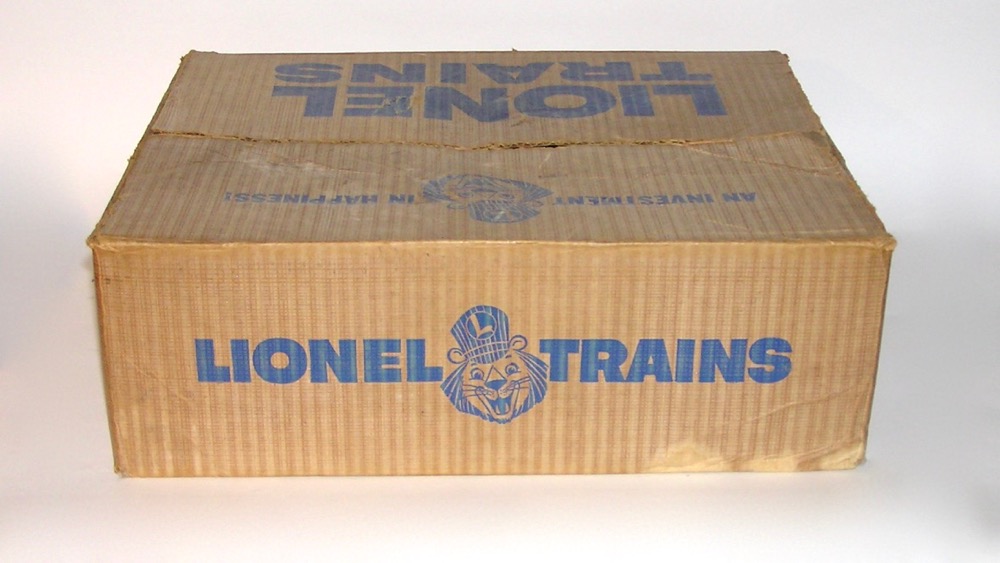 LIONEL
TRAINS
AN INVESTMENT IN HAPPINESS!
L
LIONEL TRAINS